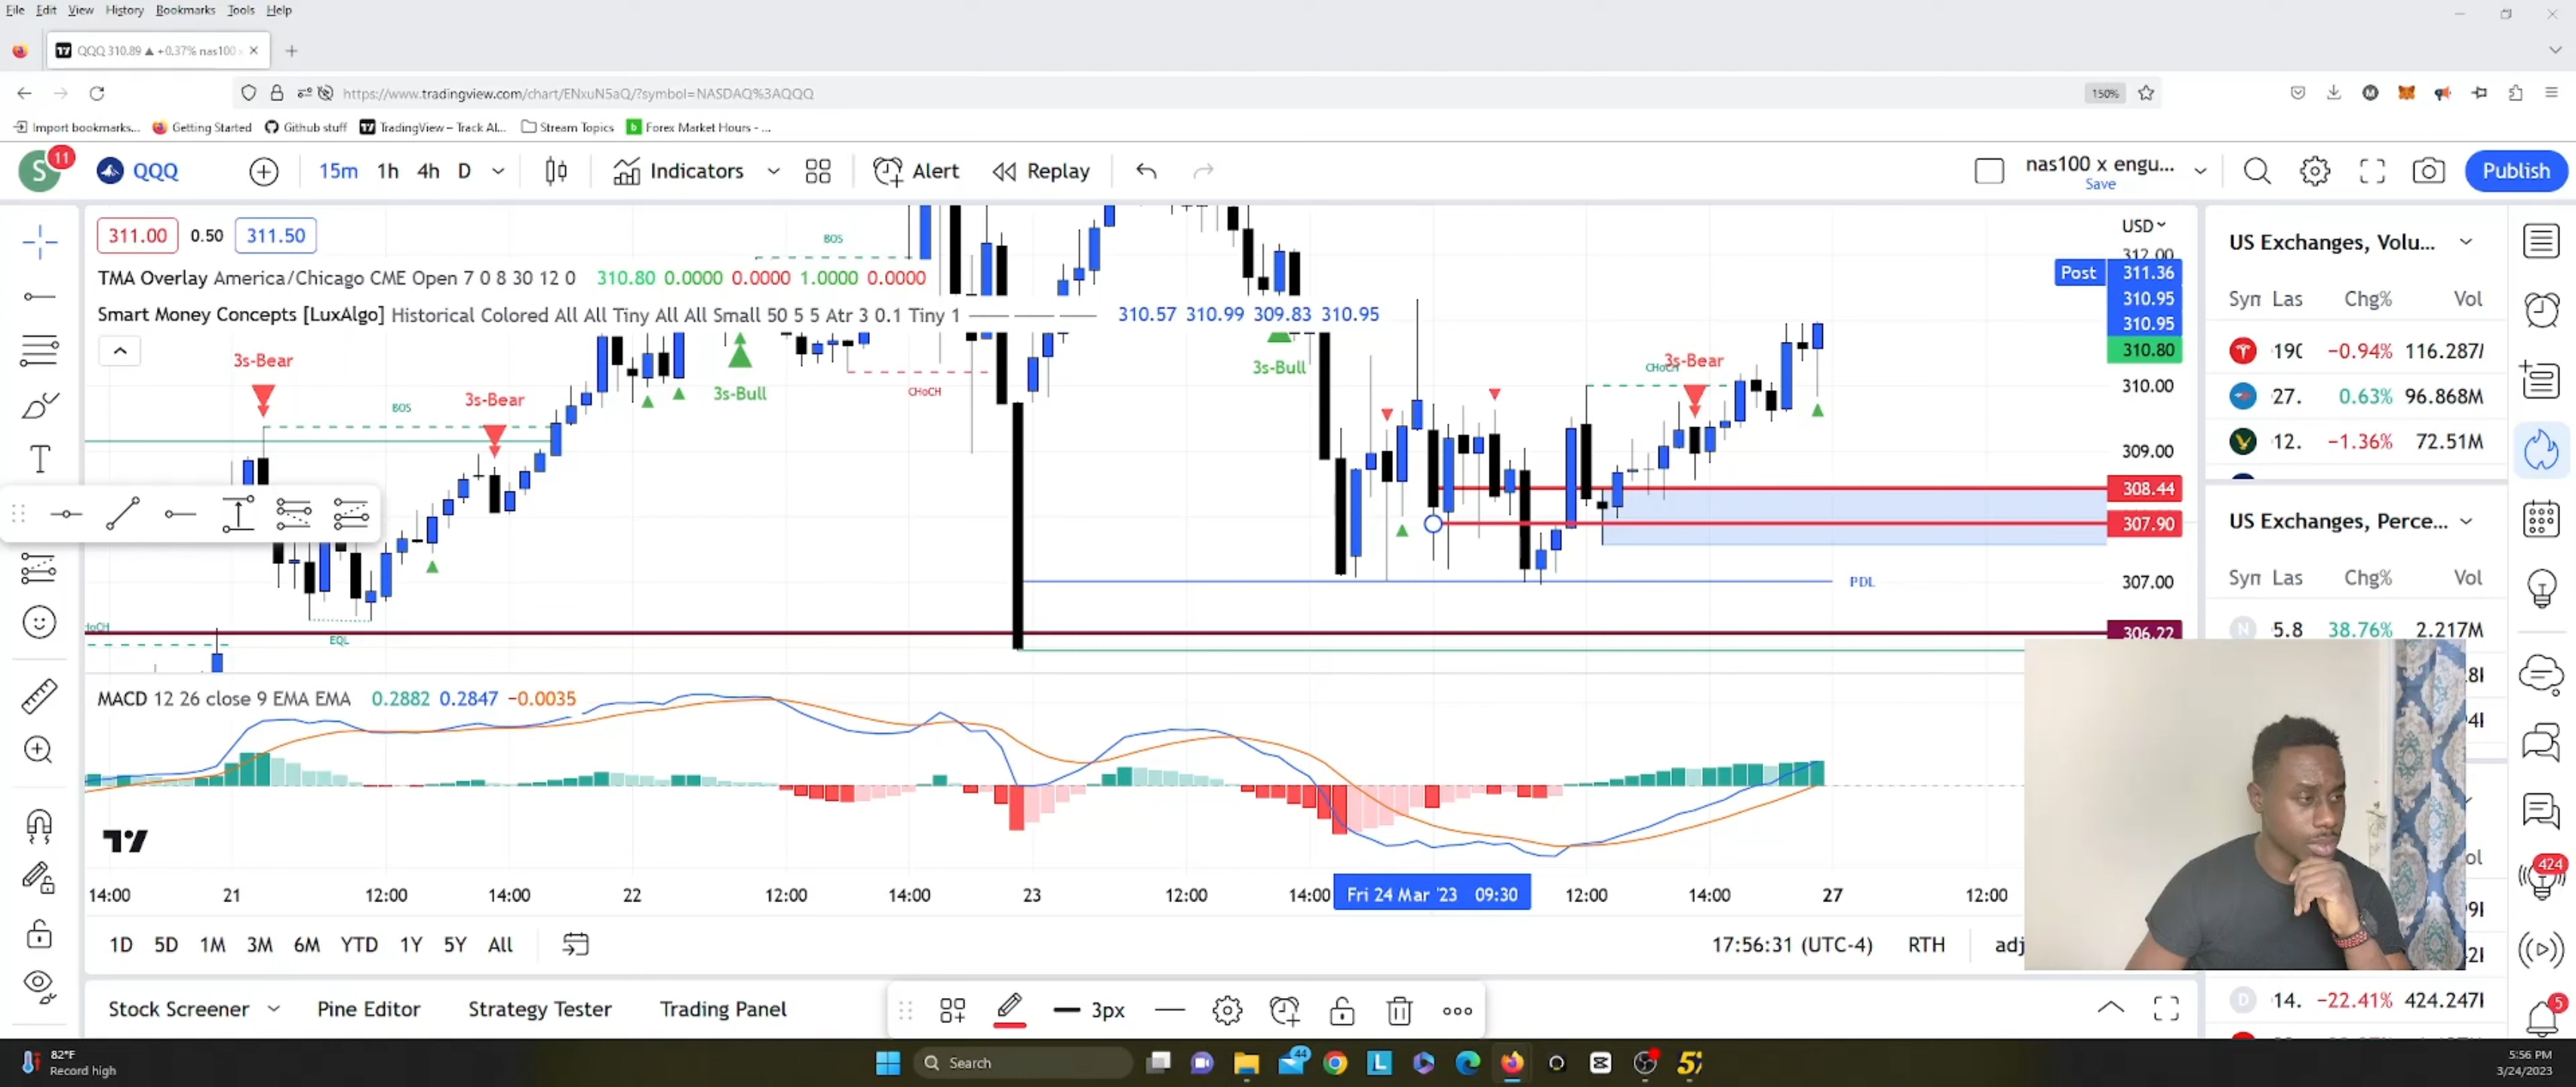 File Edit View History Bookmarks Tools Help
QQQ 310.89 ▲ +0.37% nas100
https://www.tradingview.com/chart/ENxuN5aQ/?symbol=NASDAQ%3AQQQ
150%
Import bookmarks... Getting Started Github stuff TradingView – Track Al... Stream Topics Forex Market Hours - ...
S 11 QQQ 15m 1h 4h D Indicators Alert Replay nas100 x engu... Save Publish
311.00 0.50 311.50
TMA Overlay America/Chicago CME Open 7 0 8 30 12 0 310.80 0.0000 0.0000 1.0000 0.0000
Smart Money Concepts [LuxAlgo] Historical Colored All All Tiny All All Small 50 5 5 Atr 3 0.1 Tiny 1 310.57 310.99 309.83 310.95
BOS
3s-Bear
BOS
3s-Bear
3s-Bull
CHoCH
3s-Bull
CHoCH
3s-Bear
PDL
EQL
USD
312.00
Post 311.36
310.95
310.95
310.80
310.00
309.00
308.44
307.90
307.00
306.22
MACD 12 26 close 9 EMA EMA 0.2882 0.2847 −0.0035
14:00 21 12:00 14:00 22 12:00 14:00 23 12:00 14:00 Fri 24 Mar '23 09:30 12:00 14:00 27 12:00
1D 5D 1M 3M 6M YTD 1Y 5Y All 17:56:31 (UTC-4) RTH adj
Stock Screener Pine Editor Strategy Tester Trading Panel
3px
US Exchanges, Volu...
Las Chg% Vol
190 −0.94% 116.287
27. 0.63% 96.868M
12. −1.36% 72.51M
US Exchanges, Perce...
Las Chg% Vol
N 5.8 38.76% 2.217M
D 14. −22.41% 424.247
424
5
82°F
Record high
Search
44
5:56 PM
3/24/2023